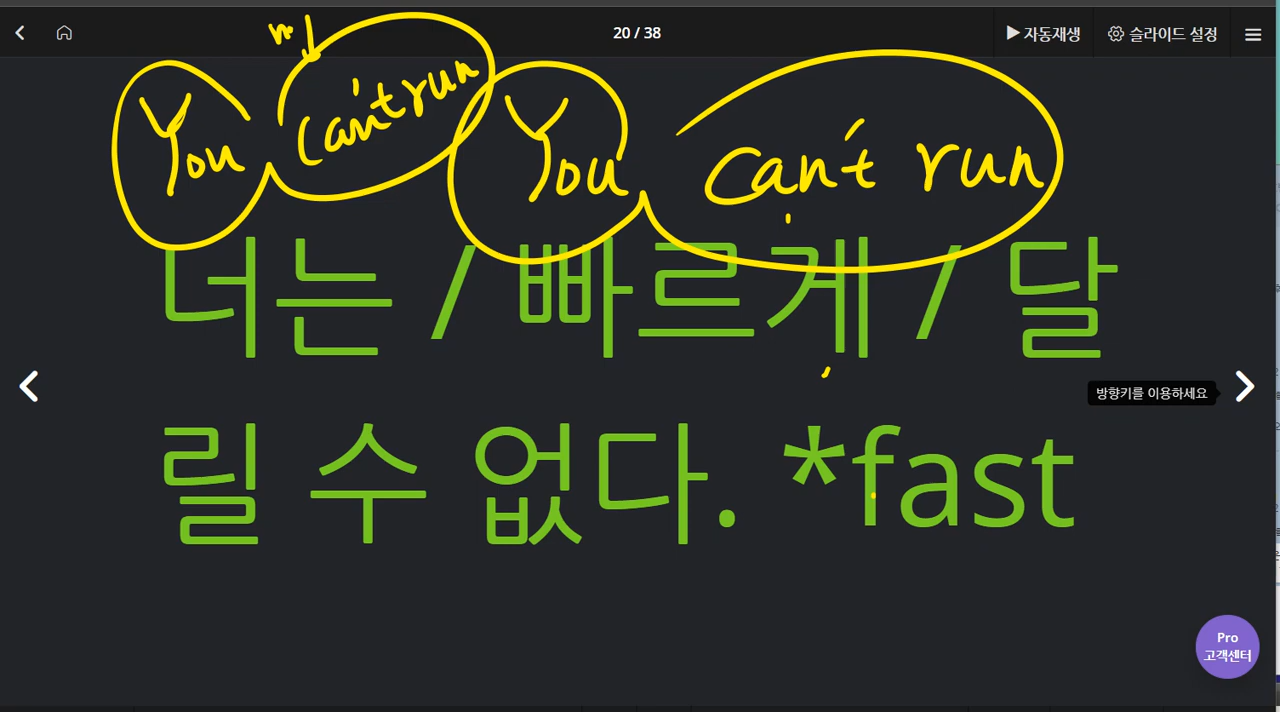 20 / 38
▶자동재생
슬라이드 설정
You can't run
You can't run
너는 / 빠르게 / 달
방향키를 이용하세요
릴 수 없다. *fast
Pro
고객센터